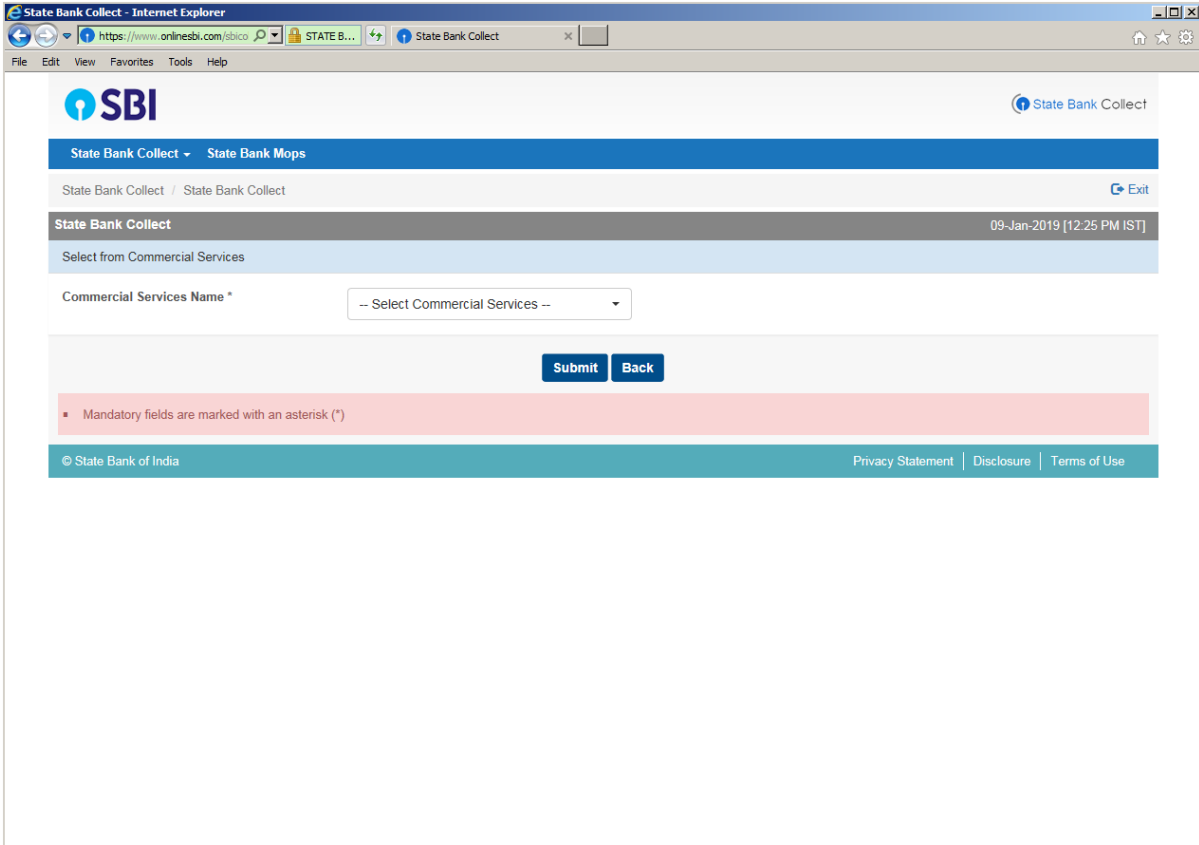 State Bank Collect - Internet Explorer
https://www.onlinesbi.com/sbico STATE B... State Bank Collect
File Edit View Favorites Tools Help
SBI State Bank Collect
State Bank Collect State Bank Mops
State Bank Collect / State Bank Collect Exit
State Bank Collect 09-Jan-2019 [12:25 PM IST]
Select from Commercial Services
Commercial Services Name * -- Select Commercial Services --
Submit Back
Mandatory fields are marked with an asterisk (*)
© State Bank of India Privacy Statement Disclosure Terms of Use